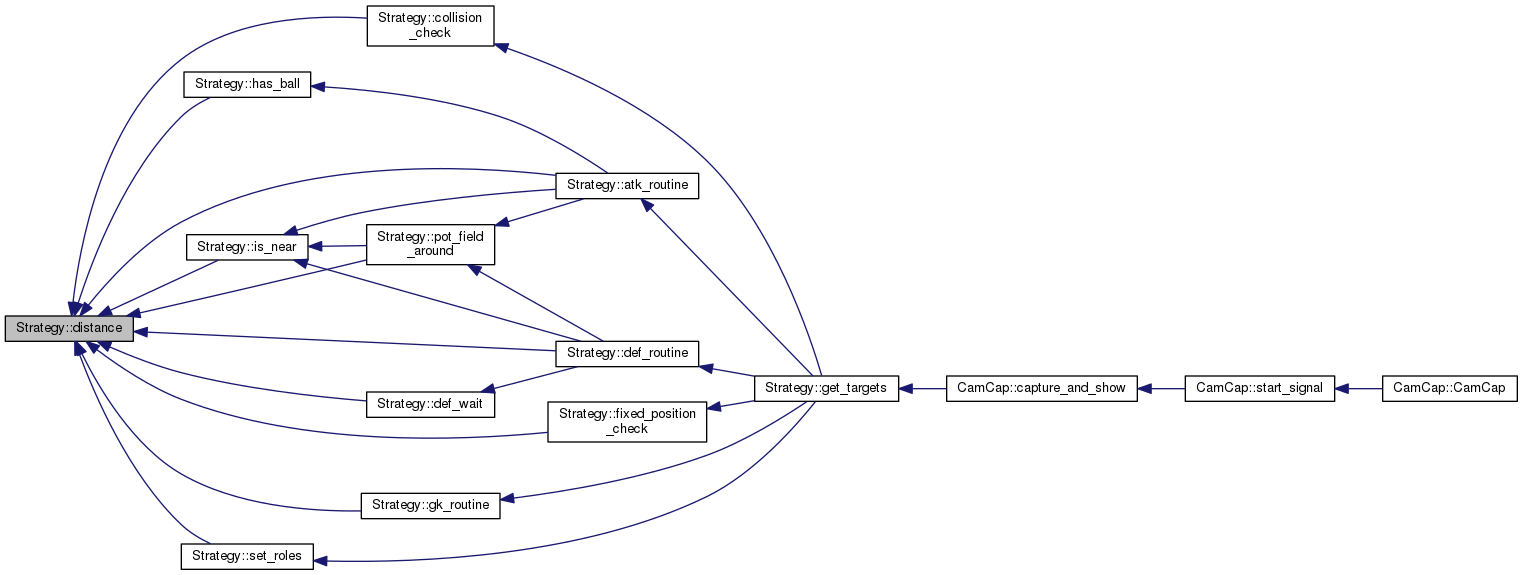 Strategy::collision
_check
Strategy::has_ball
Strategy::atk_routine
Strategy::pot_field
_around
Strategy::is_near
Strategy::distance
Strategy::def_routine
Strategy::get_targets
CamCap::capture_and_show
CamCap::start_signal
CamCap::CamCap
Strategy::def_wait
Strategy::fixed_position
_check
Strategy::gk_routine
Strategy::set_roles